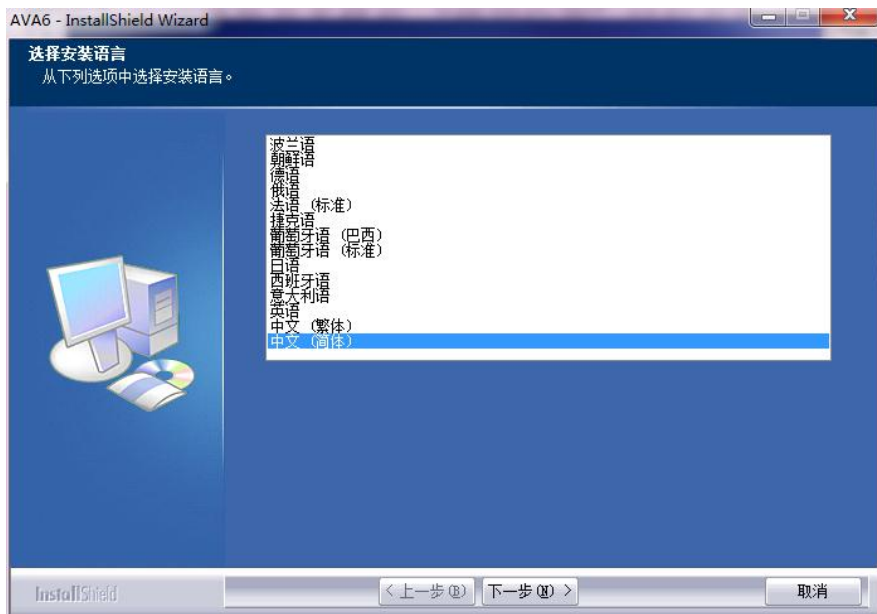 AVA6 - InstallShield Wizard
选择安装语言
从下列选项中选择安装语言。
波兰语
朝鲜语
德语
俄语
法语 (标准)
捷克语
葡萄牙语 (巴西)
葡萄牙语 (标准)
日语
西班牙语
意大利语
英语
中文 (繁体)
中文 (简体)
InstallShield
< 上一步(B)
下一步(N) >
取消